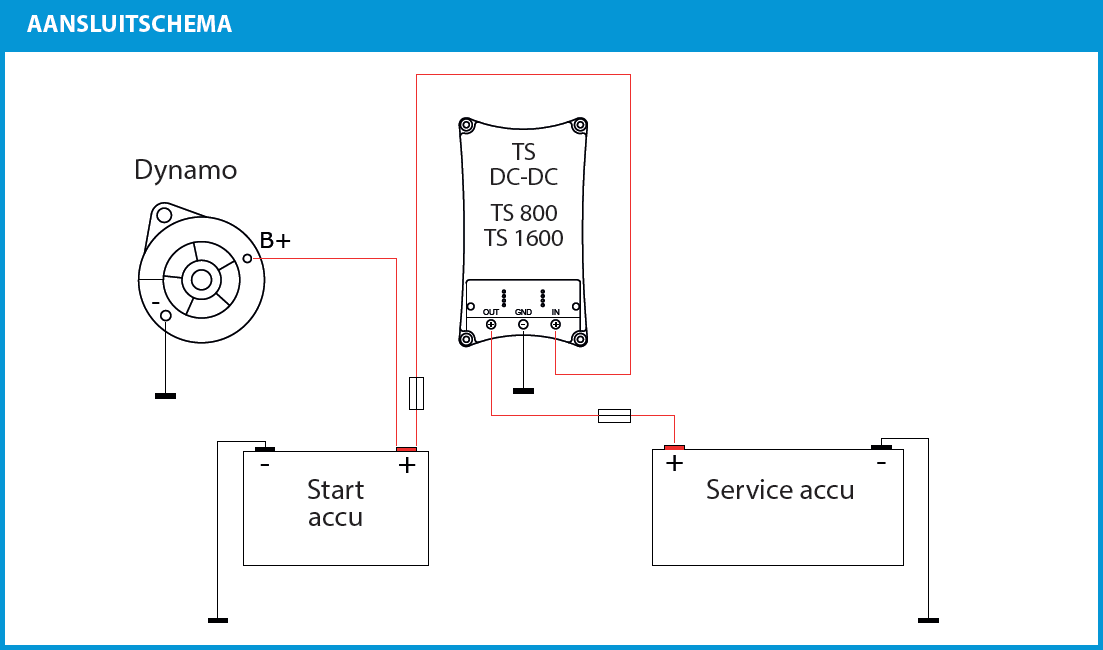 AANSLUITSCHEMA
Dynamo
B+
-
TS
DC-DC
TS 800
TS 1600
OUT GND IN
+ - +
- +
Start
accu
+ -
Service accu